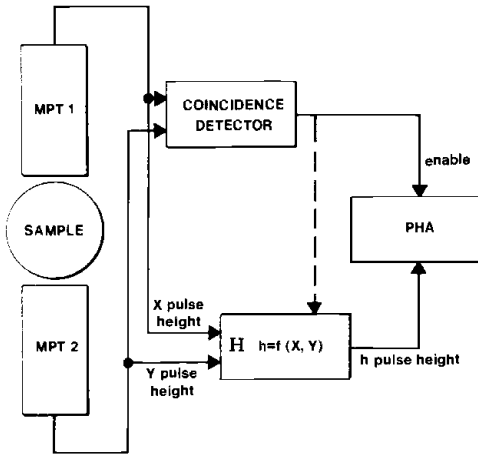 MPT 1
COINCIDENCE
DETECTOR
enable
SAMPLE
PHA
X pulse
height
MPT 2
H h=f (X, Y)
Y pulse
height
h pulse height